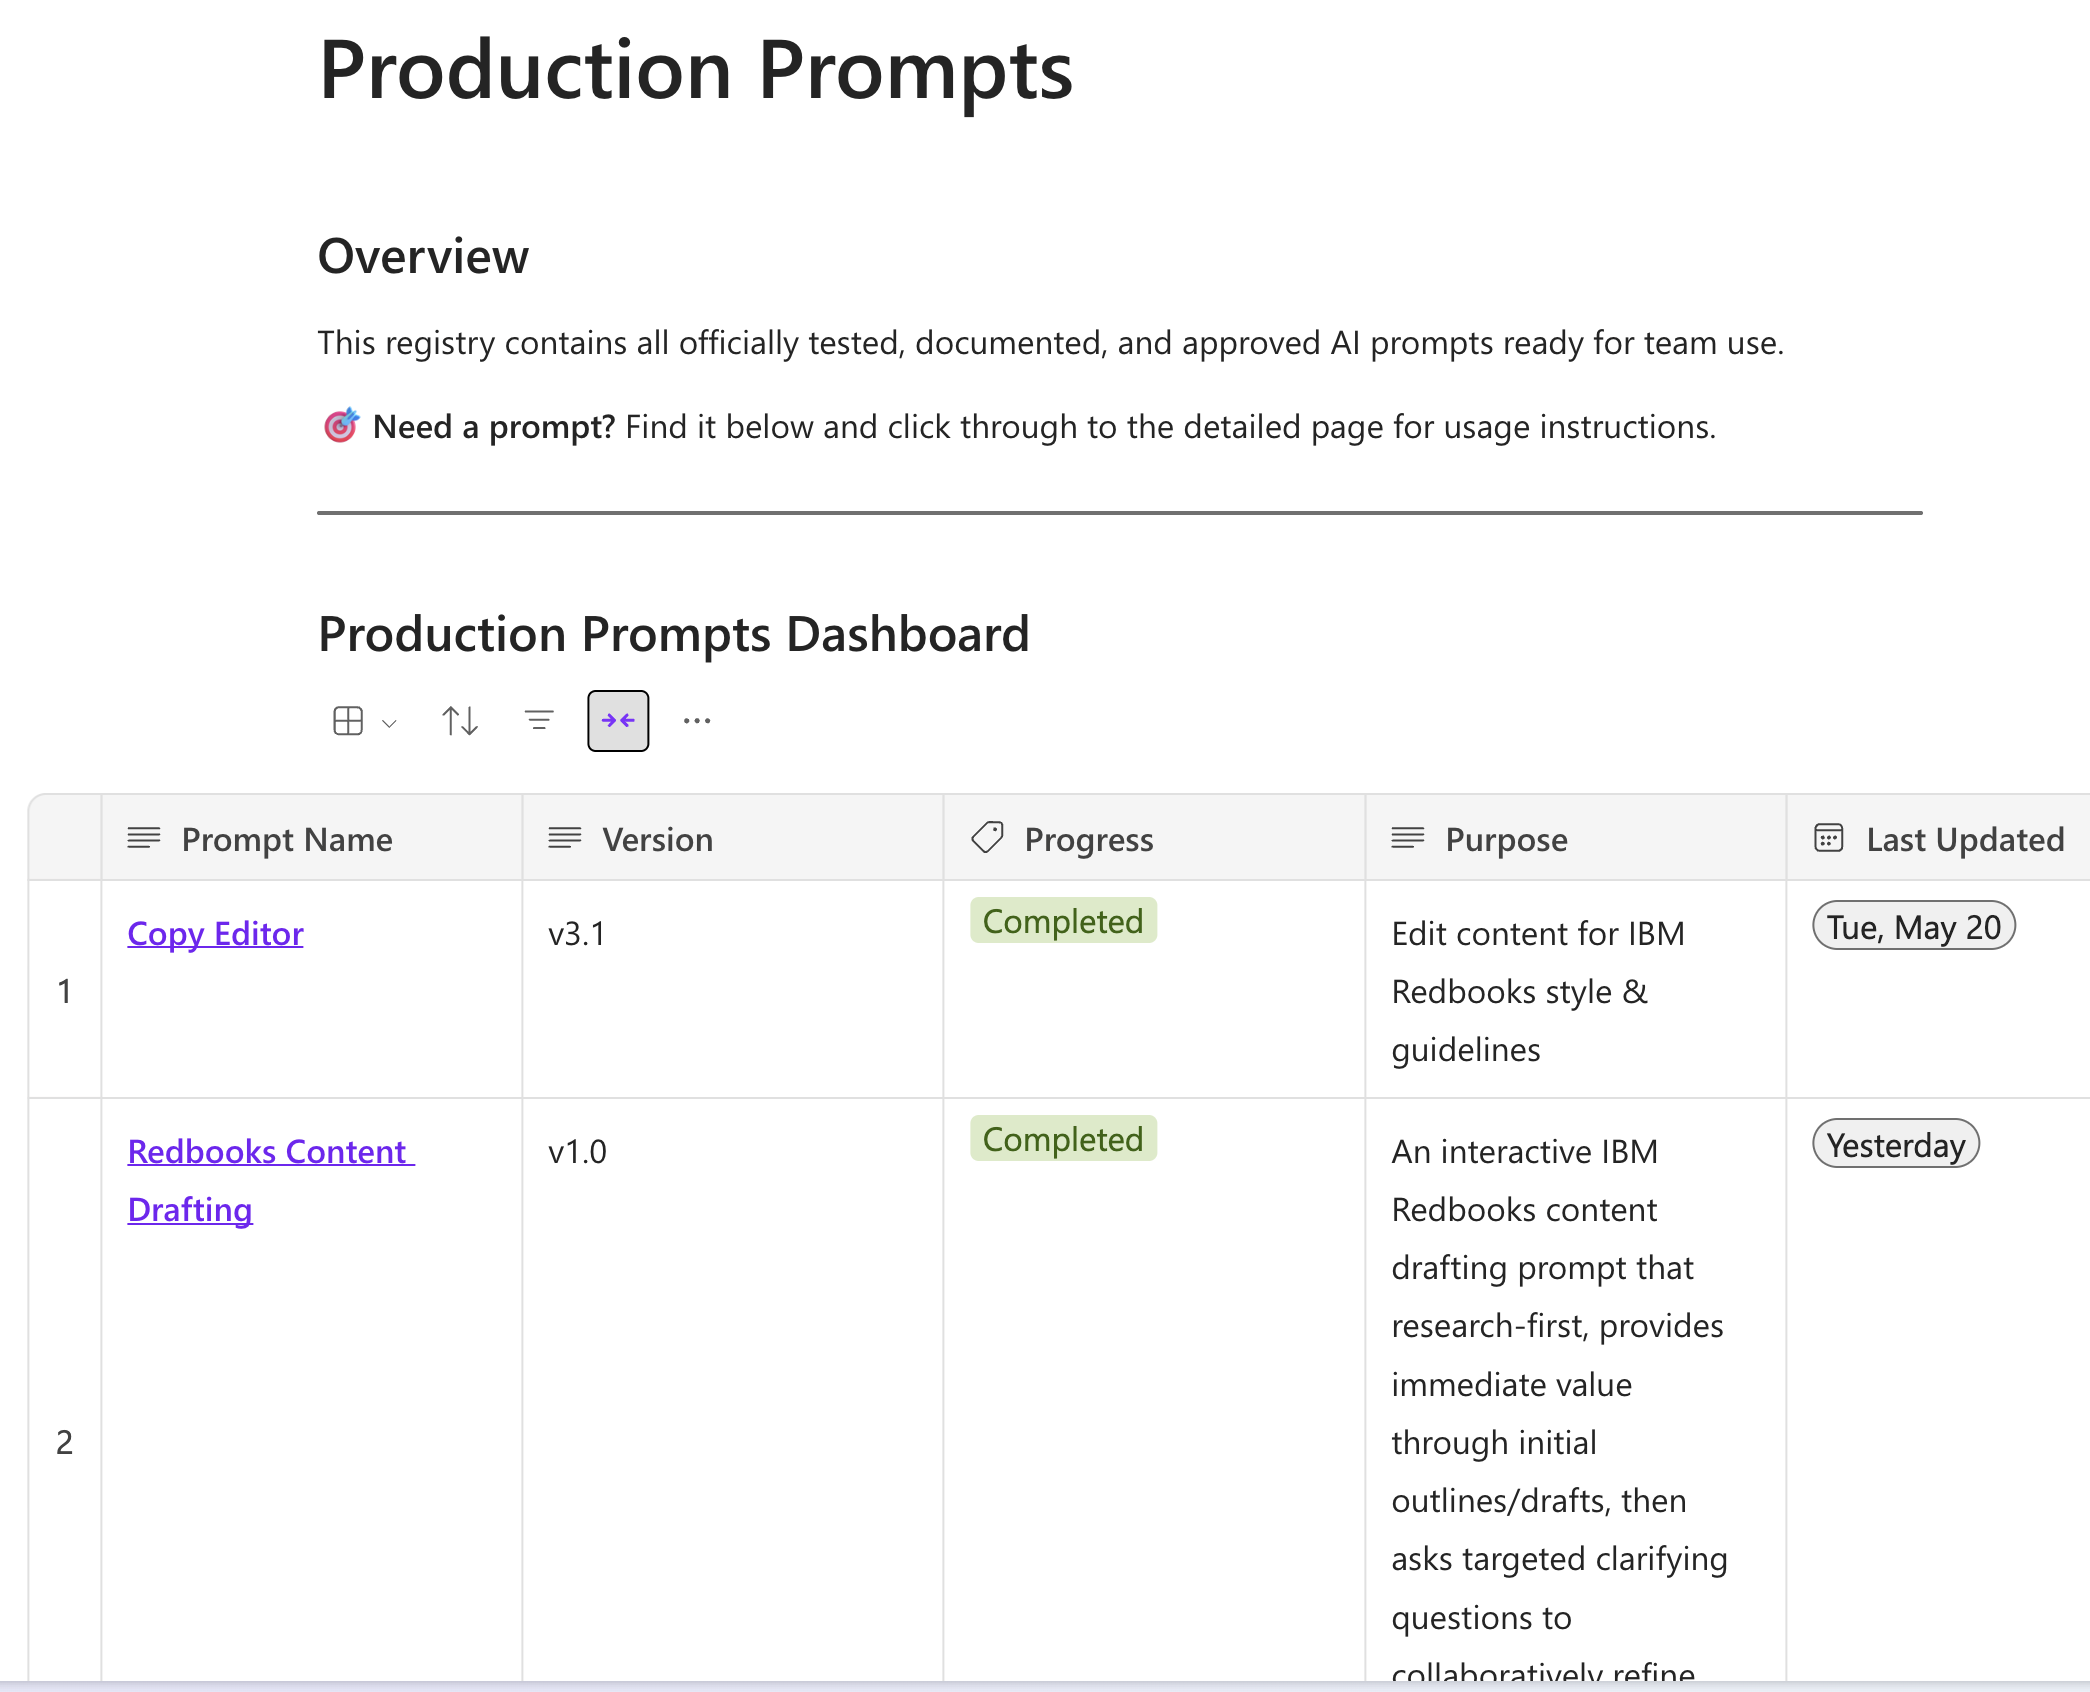 Production Prompts
Overview
This registry contains all officially tested, documented, and approved AI prompts ready for team use.
🎯 Need a prompt? Find it below and click through to the detailed page for usage instructions.
Production Prompts Dashboard
Prompt Name
Version
Progress
Purpose
Last Updated
1
Copy Editor
v3.1
Completed
Edit content for IBM
Redbooks style &
guidelines
Tue, May 20
2
Redbooks Content
Drafting
v1.0
Completed
An interactive IBM
Redbooks content
drafting prompt that
research-first, provides
immediate value
through initial
outlines/drafts, then
asks targeted clarifying
questions to
collaboratively refine
Yesterday